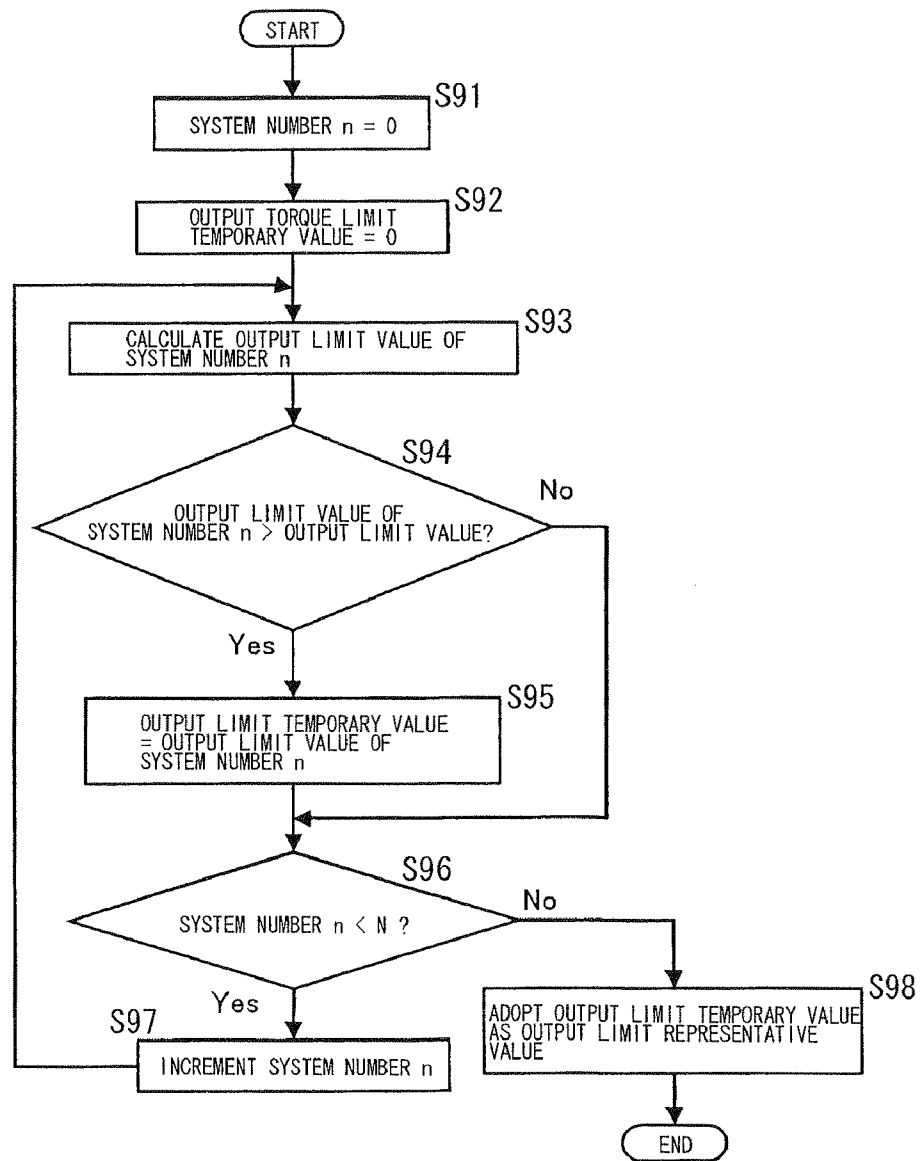 START
S91
SYSTEM NUMBER n = 0
S92
OUTPUT TORQUE LIMIT
TEMPORARY VALUE = 0
S93
CALCULATE OUTPUT LIMIT VALUE OF
SYSTEM NUMBER n
S94
No
OUTPUT LIMIT VALUE OF
SYSTEM NUMBER n > OUTPUT LIMIT VALUE?
Yes
S95
OUTPUT LIMIT TEMPORARY VALUE
= OUTPUT LIMIT VALUE OF
SYSTEM NUMBER n
S96
No
SYSTEM NUMBER n < N ?
Yes
S97
INCREMENT SYSTEM NUMBER n
S98
ADOPT OUTPUT LIMIT TEMPORARY VALUE
AS OUTPUT LIMIT REPRESENTATIVE
VALUE
END